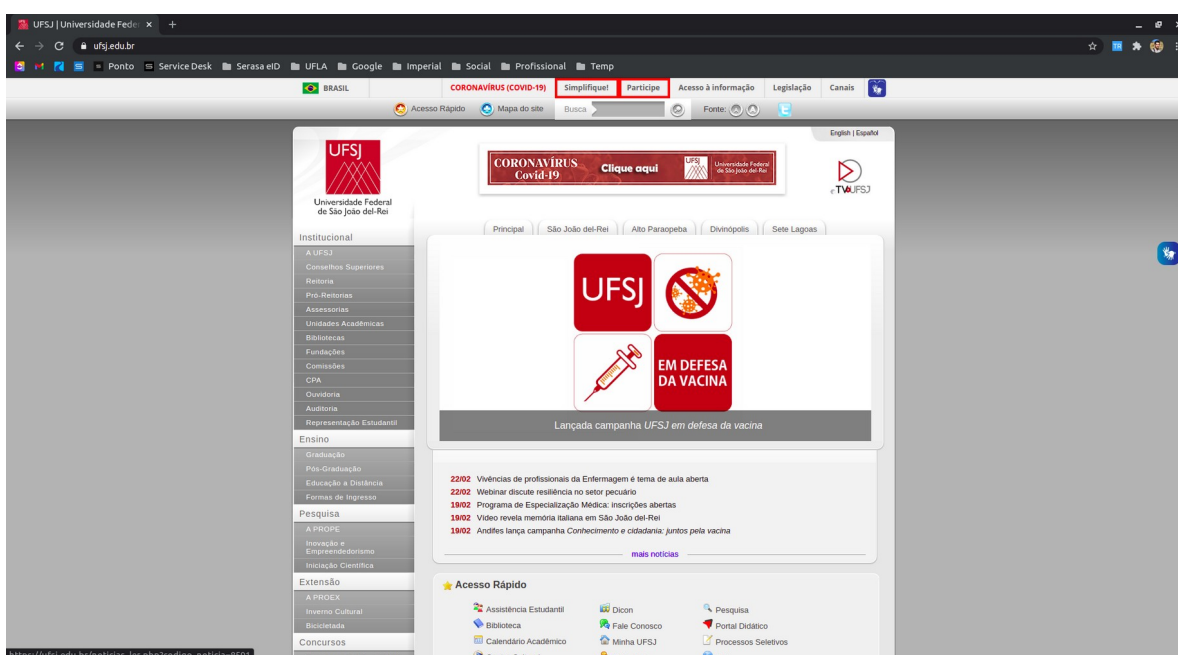 UFSJ | Universidade Feder
ufsj.edu.br
Ponto Service Desk Serasa eID UFLA Google Imperial Social Profissional Temp
BRASIL CORONAVÍRUS (COVID-19) Simplifique! Participe Acesso à informação Legislação Canais
Acesso Rápido Mapa do site Busca Fonte:
English | Español
UFSJ
Universidade Federal
de São João del-Rei
CORONAVÍRUS
Covid-19
Clique aqui
UFSJ
Universidade Federal
de São João del-Rei
TVUFSJ
Principal São João del-Rei Alto Paraopeba Divinópolis Sete Lagoas
Institucional
A UFSJ
Conselhos Superiores
Reitoria
Pró-Reitorias
Assessorias
Unidades Acadêmicas
Bibliotecas
Fundações
Comissões
CPA
Ouvidoria
Auditoria
Representação Estudantil
Ensino
Graduação
Pós-Graduação
Educação a Distância
Formas de Ingresso
Pesquisa
A PROPE
Inovação e
Empreendedorismo
Iniciação Científica
Extensão
A PROEX
Inverno Cultural
Bicicletada
Concursos
UFSJ
EM DEFESA
DA VACINA
Lançada campanha UFSJ em defesa da vacina
22/02 Vivências de profissionais da Enfermagem é tema de aula aberta
22/02 Webinar discute resiliência no setor pecuário
19/02 Programa de Especialização Médica: inscrições abertas
19/02 Vídeo revela memória italiana em São João del-Rei
19/02 Andifes lança campanha Conhecimento e cidadania: juntos pela vacina
mais notícias
Acesso Rápido
Assistência Estudantil Dicon Pesquisa
Biblioteca Fale Conosco Portal Didático
Calendário Acadêmico Minha UFSJ Processos Seletivos